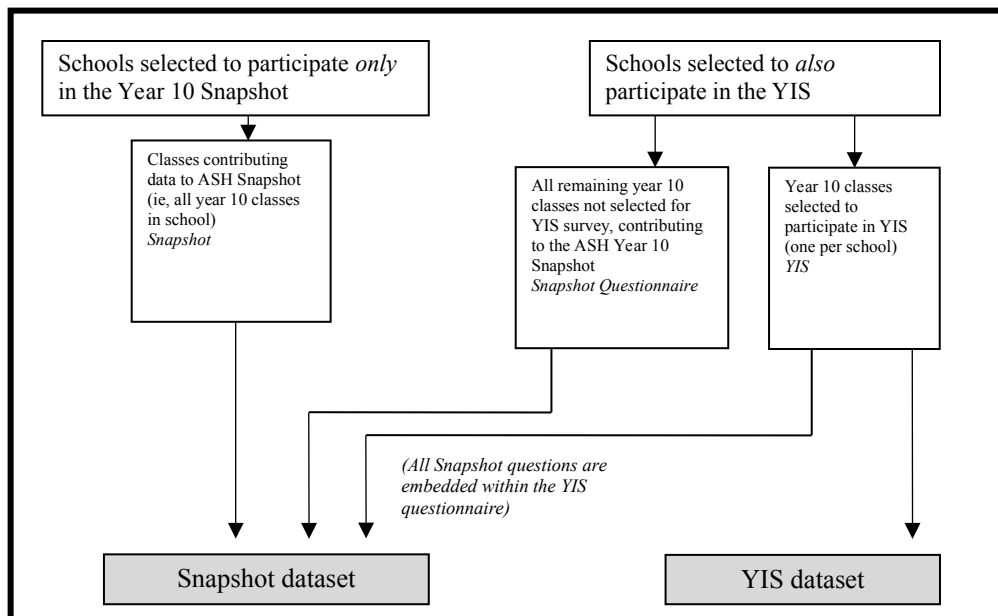 Schools selected to participate only
in the Year 10 Snapshot
Schools selected to also
participate in the YIS
Classes contributing
data to ASH Snapshot
(ie, all year 10 classes
in school)
Snapshot
All remaining year 10
classes not selected for
YIS survey, contributing
to the ASH Year 10
Snapshot
Snapshot Questionnaire
Year 10 classes
selected to
participate in YIS
(one per school)
YIS
(All Snapshot questions are
embedded within the YIS
questionnaire)
Snapshot dataset
YIS dataset